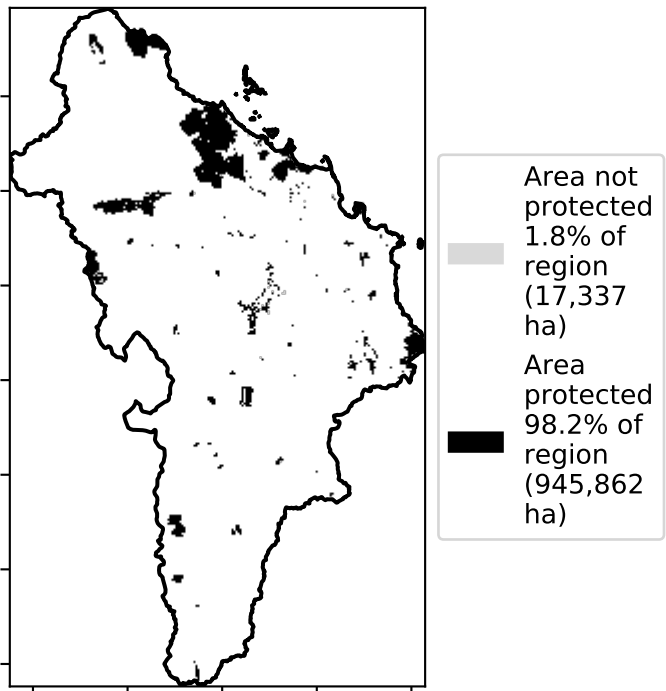 Area not
protected
1.8% of
region
(17,337
ha)
Area
protected
98.2% of
region
(945,862
ha)